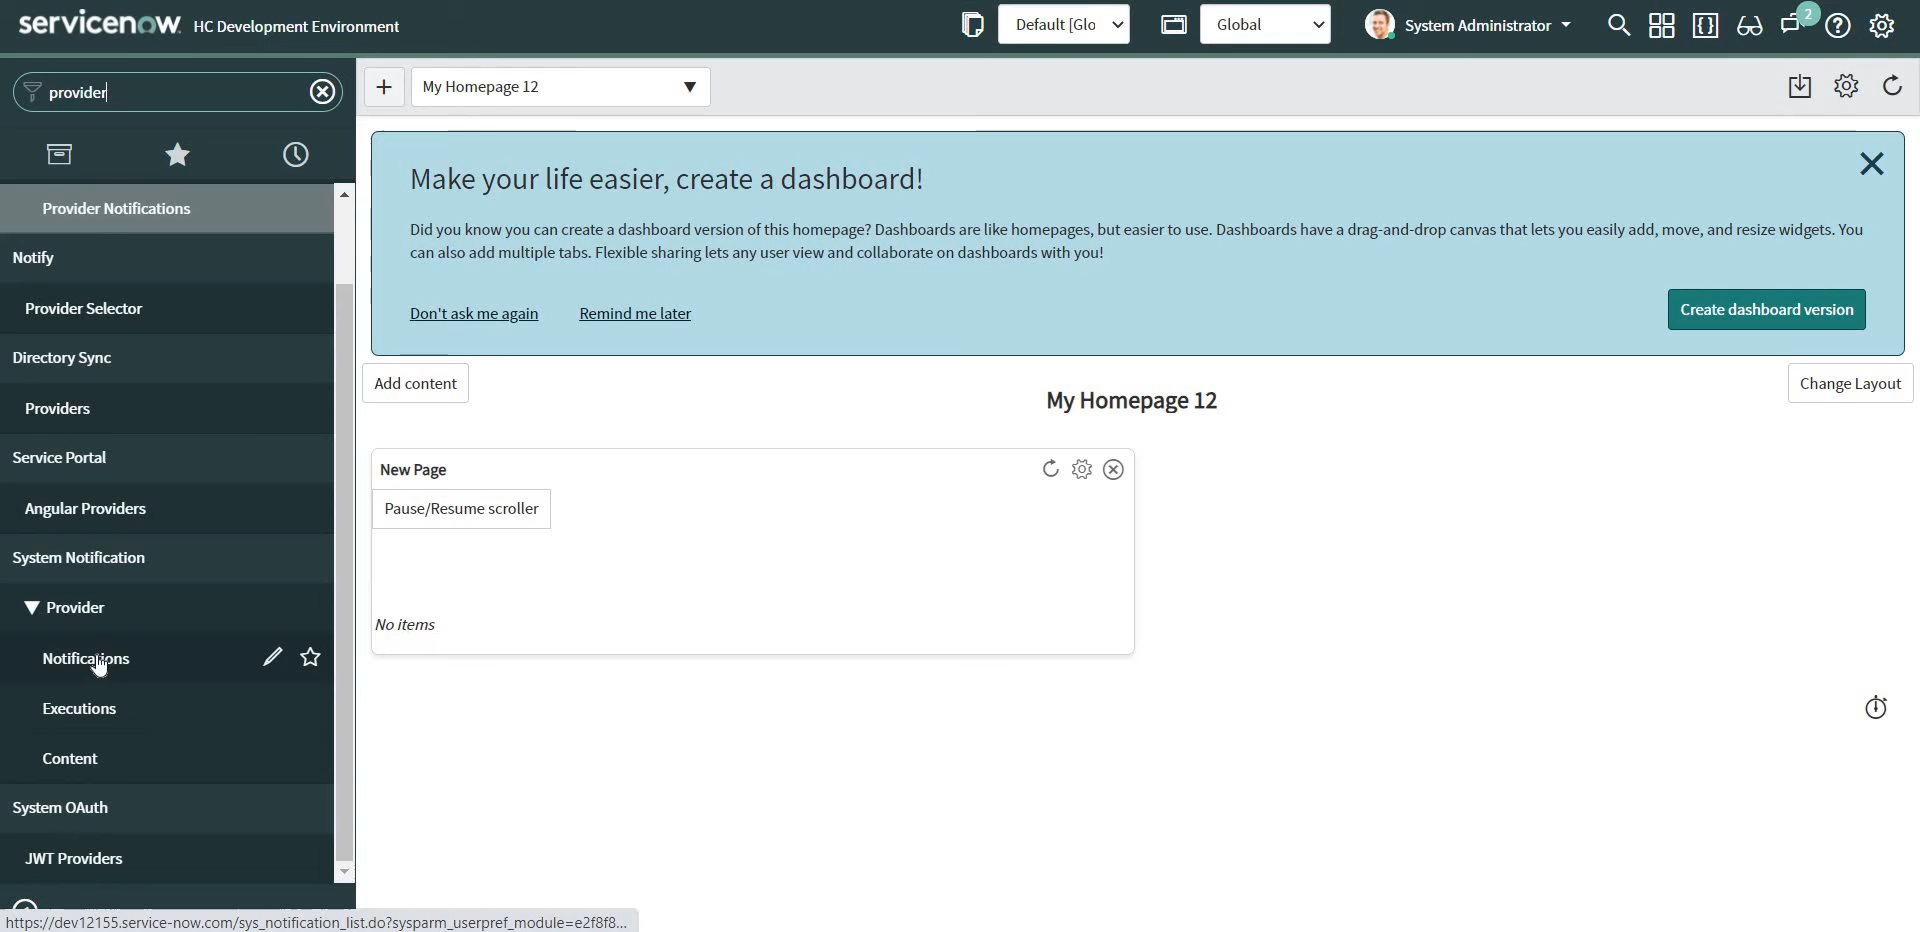 servicenow. HC Development Environment
Default [Glo
Global
System Administrator
2
provider
My Homepage 12
Provider Notifications
Notify
Provider Selector
Directory Sync
Providers
Service Portal
Angular Providers
System Notification
Provider
Notifications
Executions
Content
System OAuth
JWT Providers
Make your life easier, create a dashboard!
Did you know you can create a dashboard version of this homepage? Dashboards are like homepages, but easier to use. Dashboards have a drag-and-drop canvas that lets you easily add, move, and resize widgets. You
can also add multiple tabs. Flexible sharing lets any user view and collaborate on dashboards with you!
Don't ask me again
Remind me later
Create dashboard version
Add content
Change Layout
My Homepage 12
New Page
Pause/Resume scroller
No items
https://dev12155.service-now.com/sys_notification_list.do?sysparm_userpref_module=e2f8f8...